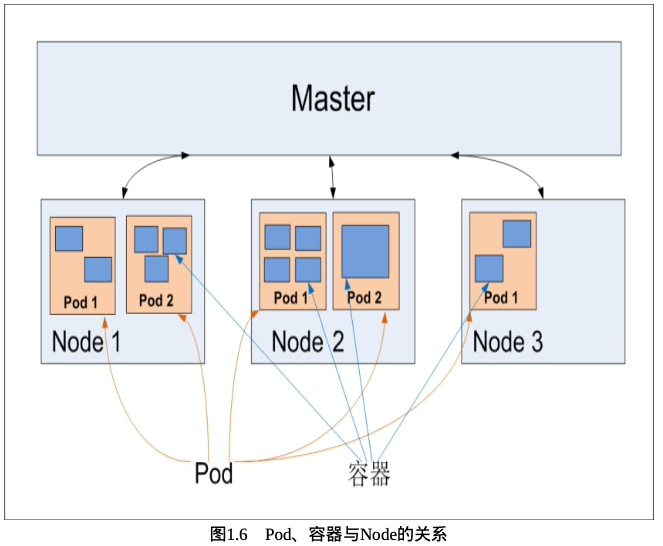 Master
Pod 1
Pod 2
Node 1
Pod 1
Pod 2
Node 2
Pod 1
Node 3
Pod
容器
图1.6 Pod、容器与Node的关系